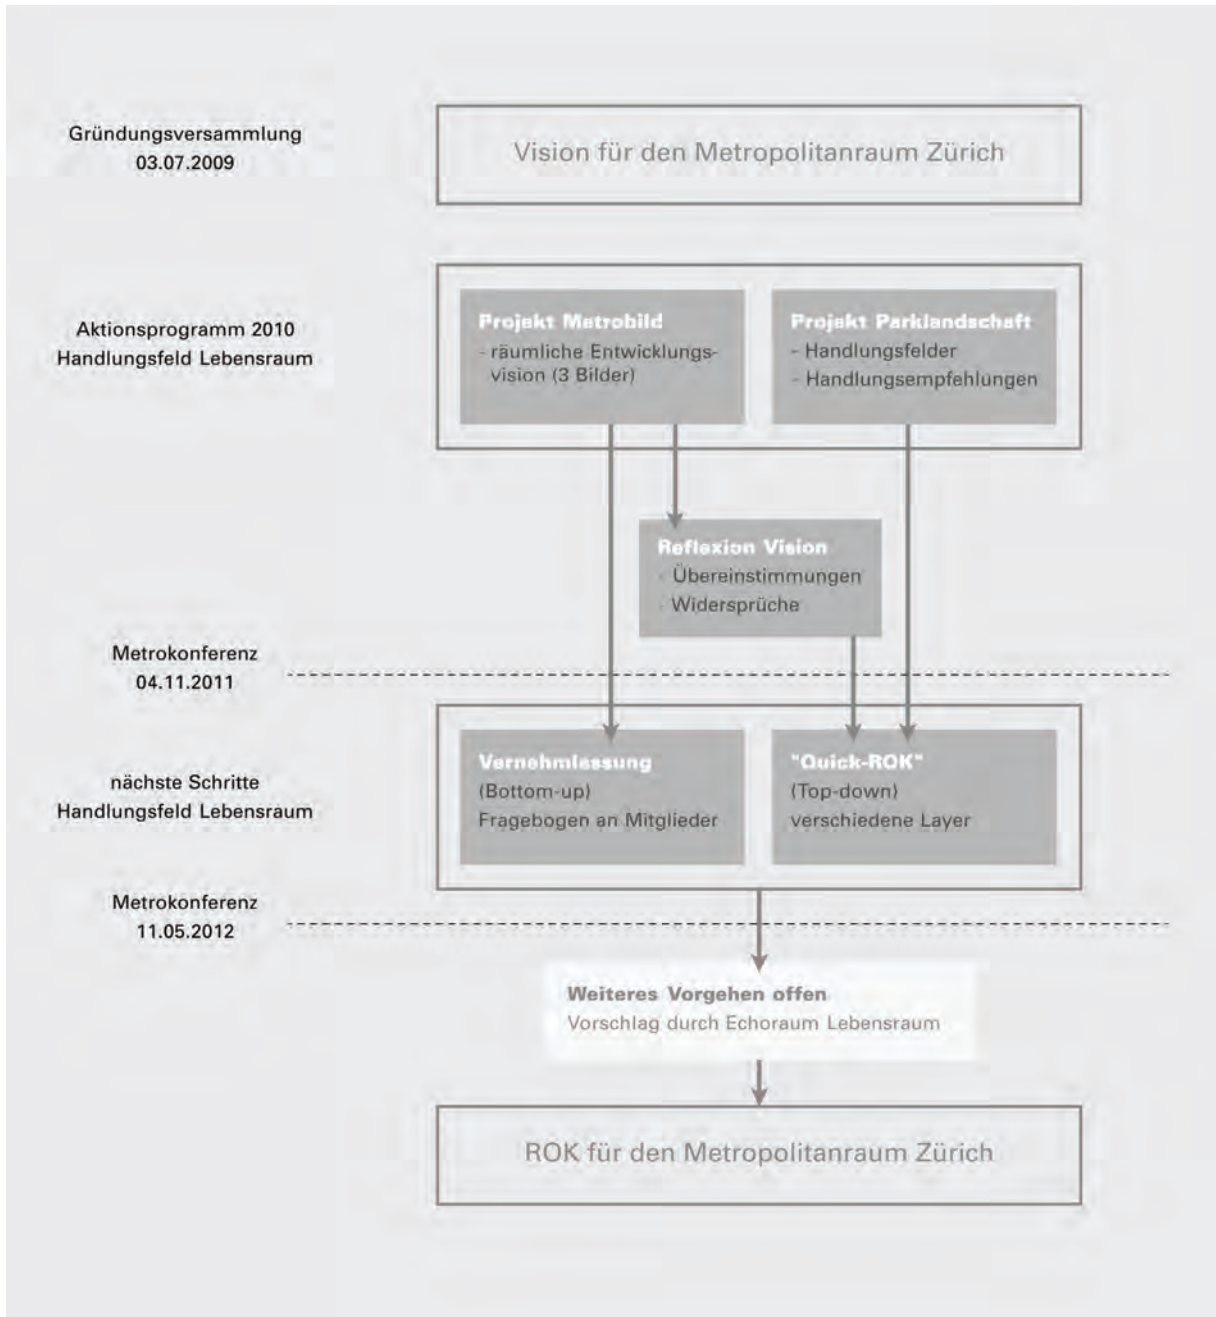 Gründungsversammlung
03.07.2009
Vision für den Metropolitanraum Zürich
Aktionsprogramm 2010
Handlungsfeld Lebensraum
Projekt Metrobild
- räumliche Entwicklungs-
vision (3 Bilder)
Projekt Parklandschaft
- Handlungsfelder
- Handlungsempfehlungen
Reflexion Vision
- Übereinstimmungen
- Widersprüche
Metrokonferenz
04.11.2011
nächste Schritte
Handlungsfeld Lebensraum
Vernehmlassung
(Bottom-up)
Fragebogen an Mitglieder
"Quick-ROK"
(Top-down)
verschiedene Layer
Metrokonferenz
11.05.2012
Weiteres Vorgehen offen
Vorschlag durch Echoraum Lebensraum
ROK für den Metropolitanraum Zürich